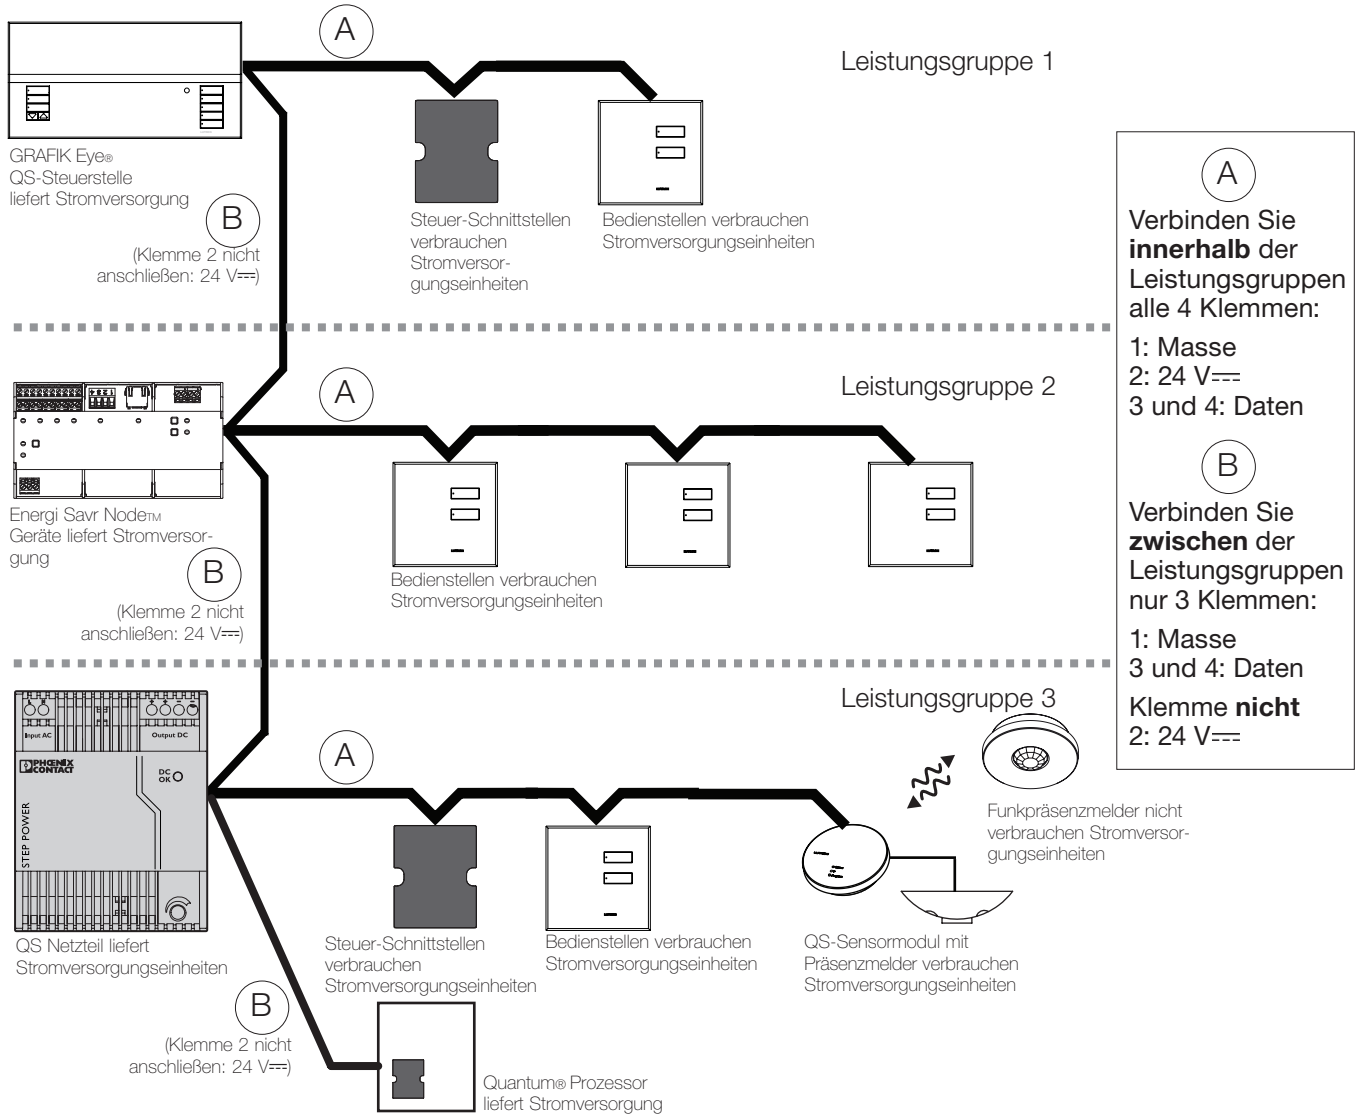 A
Leistungsgruppe 1
GRAFIK Eye®
QS-Steuerstelle
liefert Stromversorgung
B
(Klemme 2 nicht
anschließen: 24 V⎓)
Steuer-Schnittstellen
verbrauchen
Stromversor-
gungseinheiten
Bedienstellen verbrauchen
Stromversorgungseinheiten
A
Leistungsgruppe 2
Energi Savr Node™
Geräte liefert Stromversor-
gung
B
(Klemme 2 nicht
anschließen: 24 V⎓)
Bedienstellen verbrauchen
Stromversorgungseinheiten
Leistungsgruppe 3
A
Input AC
Output DC
PHŒNIX
CONTACT
DC
OK
STEP POWER
QS Netzteil liefert
Stromversorgungseinheiten
Steuer-Schnittstellen
verbrauchen
Stromversorgungseinheiten
Bedienstellen verbrauchen
Stromversorgungseinheiten
QS-Sensormodul mit
Präsenzmelder verbrauchen
Stromversorgungseinheiten
Funkpräsenzmelder nicht
verbrauchen Stromversor-
gungseinheiten
B
(Klemme 2 nicht
anschließen: 24 V⎓)
Quantum® Prozessor
liefert Stromversorgung
A
Verbinden Sie
innerhalb der
Leistungsgruppen
alle 4 Klemmen:
1: Masse
2: 24 V⎓
3 und 4: Daten
B
Verbinden Sie
zwischen der
Leistungsgruppen
nur 3 Klemmen:
1: Masse
3 und 4: Daten
Klemme nicht
2: 24 V⎓